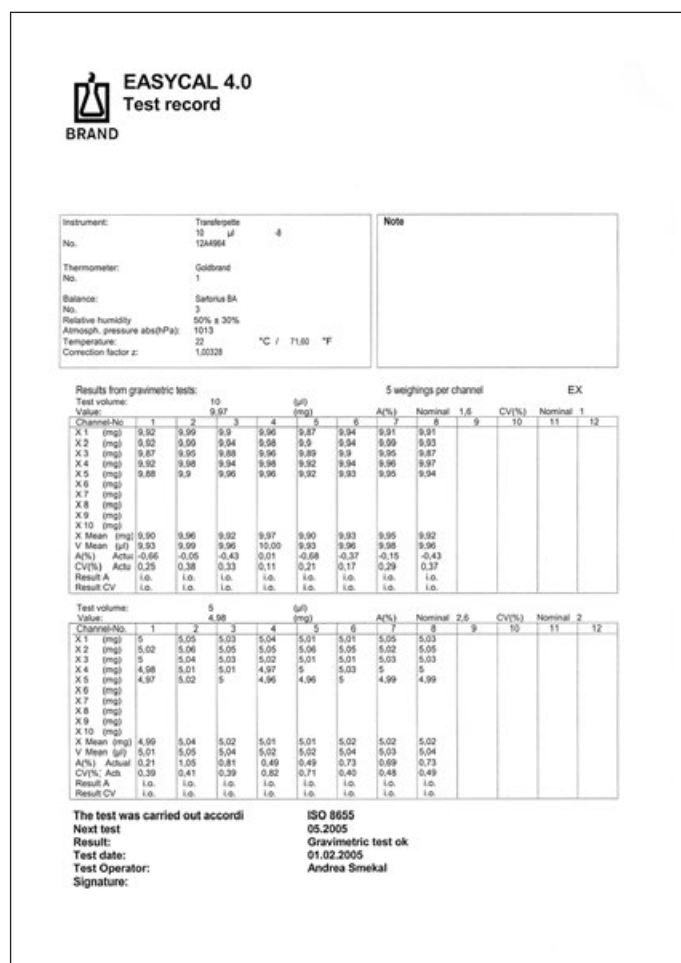 EASYCAL 4.0
Test record
BRAND
Instrument: Transferpette
10 µl -8
No. 12A4964
Thermometer: Goldbrand
No. 1
Balance: Sartorius BA
No. 3
Relative humidity 50% ± 30%
Atmosph. pressure abs(hPa): 1013
Temperature: 22 °C / 71,60 °F
Correction factor z: 1,00328
Note
Results from gravimetric tests: 5 weighings per channel EX
Test volume: 10 (µl)
Value: 9,97 (mg) A(%) Nominal 1,6 CV(%) Nominal 1
Channel-No 1 2 3 4 5 6 7 8 9 10 11 12
X 1 (mg) 9,92 9,99 9,9 9,96 9,87 9,94 9,91 9,91
X 2 (mg) 9,92 9,99 9,94 9,98 9,9 9,94 9,99 9,93
X 3 (mg) 9,87 9,95 9,88 9,96 9,89 9,9 9,95 9,87
X 4 (mg) 9,92 9,98 9,94 9,98 9,92 9,94 9,96 9,97
X 5 (mg) 9,88 9,9 9,96 9,96 9,92 9,93 9,95 9,94
X 6 (mg)
X 7 (mg)
X 8 (mg)
X 9 (mg)
X 10 (mg)
X Mean (mg) 9,90 9,96 9,92 9,97 9,90 9,93 9,95 9,92
V Mean (µl) 9,93 9,99 9,96 10,00 9,93 9,96 9,98 9,96
A(%) Actua -0,66 -0,05 -0,43 0,01 -0,68 -0,37 -0,15 -0,43
CV(%) Actu 0,25 0,38 0,33 0,11 0,21 0,17 0,29 0,37
Result A i.o. i.o. i.o. i.o. i.o. i.o. i.o. i.o.
Result CV i.o. i.o. i.o. i.o. i.o. i.o. i.o. i.o.
Test volume: 5 (µl)
Value: 4,98 (mg) A(%) Nominal 2,6 CV(%) Nominal 2
Channel-No. 1 2 3 4 5 6 7 8 9 10 11 12
X 1 (mg) 5 5,05 5,03 5,04 5,01 5,01 5,05 5,03
X 2 (mg) 5,02 5,06 5,05 5,05 5,06 5,05 5,02 5,05
X 3 (mg) 5 5,04 5,03 5,02 5,01 5,01 5,03 5,03
X 4 (mg) 4,98 5,01 5,01 4,97 5 5,03 5 5
X 5 (mg) 4,97 5,02 5 4,96 4,96 5 4,99 4,99
X 6 (mg)
X 7 (mg)
X 8 (mg)
X 9 (mg)
X 10 (mg)
X Mean (mg) 4,99 5,04 5,02 5,01 5,01 5,02 5,02 5,02
V Mean (µl) 5,01 5,05 5,04 5,02 5,02 5,04 5,03 5,04
A(%) Actual 0,21 1,05 0,81 0,49 0,49 0,73 0,69 0,73
CV(%) Actu 0,39 0,41 0,39 0,82 0,71 0,40 0,48 0,49
Result A i.o. i.o. i.o. i.o. i.o. i.o. i.o. i.o.
Result CV i.o. i.o. i.o. i.o. i.o. i.o. i.o. i.o.
The test was carried out accordi ISO 8655
Next test 05.2005
Result: Gravimetric test ok
Test date: 01.02.2005
Test Operator: Andrea Smekal
Signature: